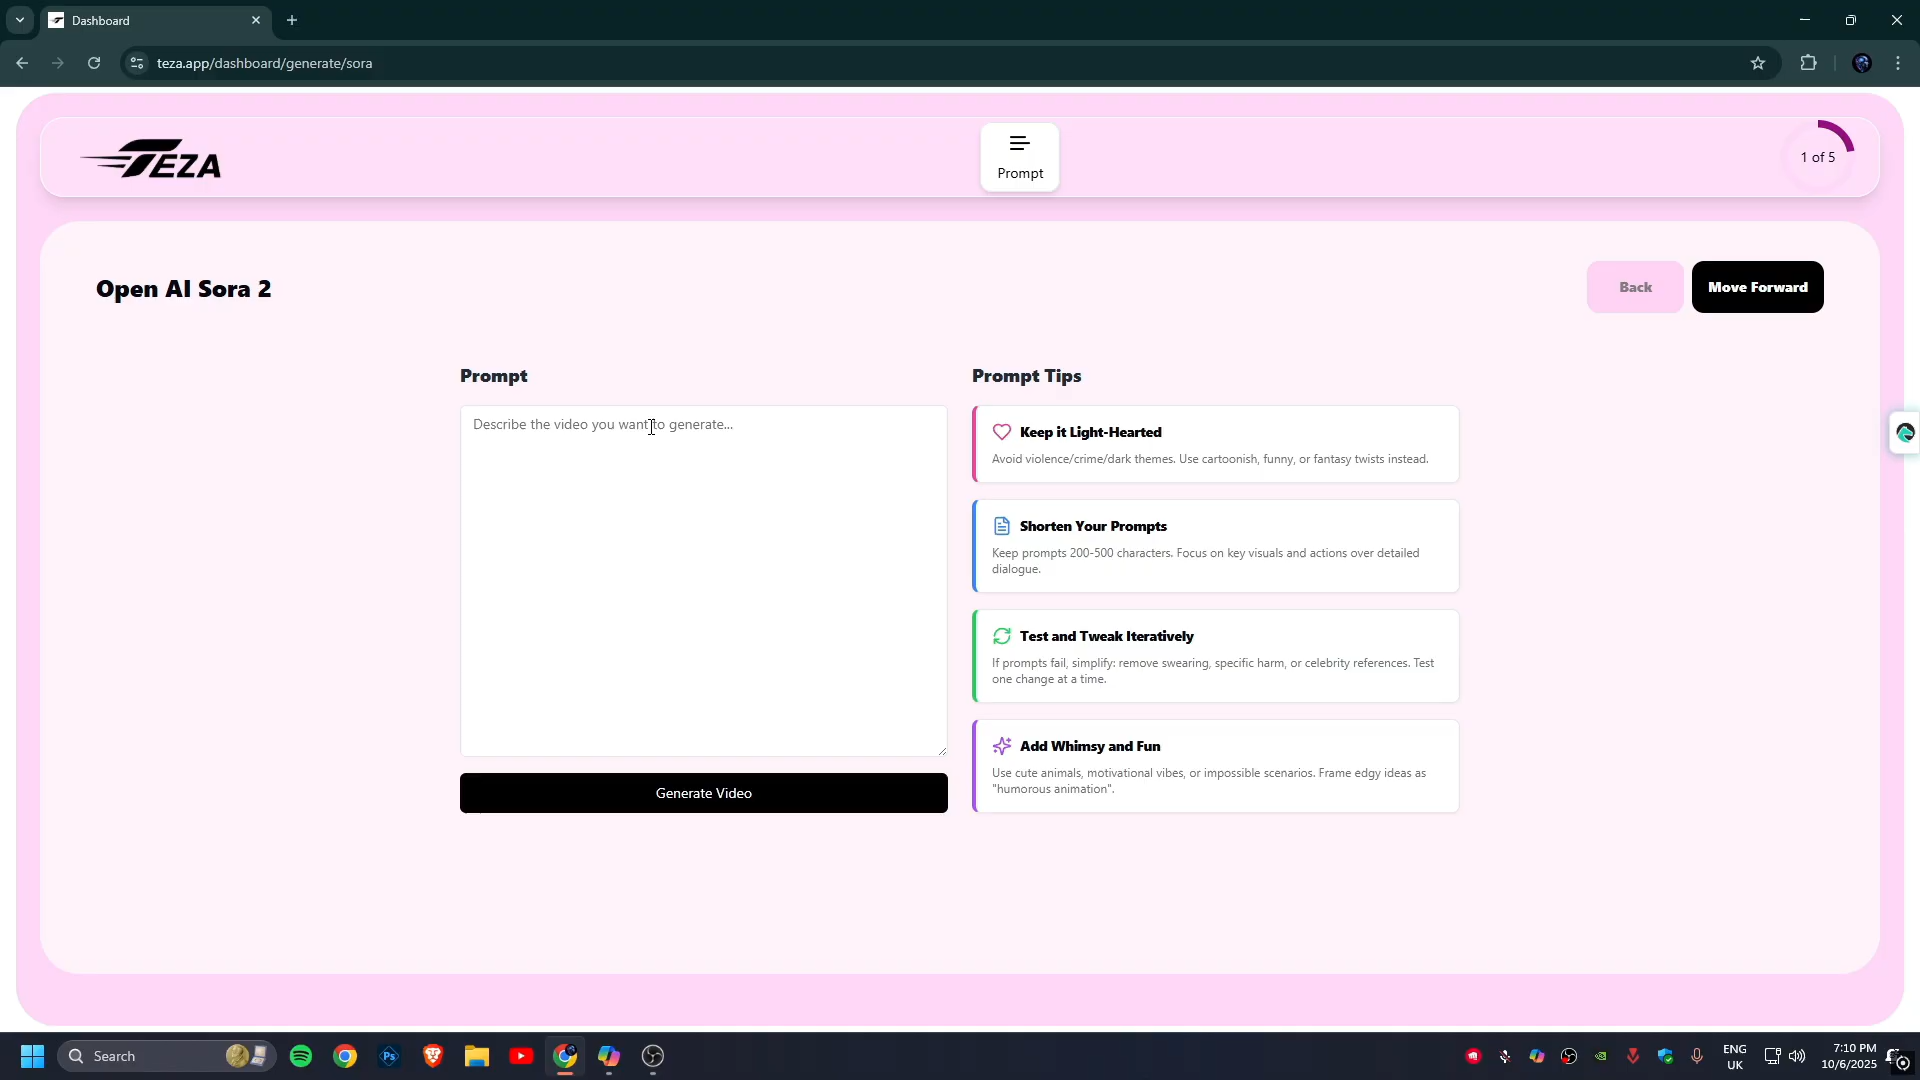 Dashboard
teza.app/dashboard/generate/sora
TEZA
Prompt
1 of 5
Open AI Sora 2
Back
Move Forward
Prompt
Describe the video you want to generate...
Generate Video
Prompt Tips
Keep it Light-Hearted
Avoid violence/crime/dark themes. Use cartoonish, funny, or fantasy twists instead.
Shorten Your Prompts
Keep prompts 200-500 characters. Focus on key visuals and actions over detailed
dialogue.
Test and Tweak Iteratively
If prompts fail, simplify: remove swearing, specific harm, or celebrity references. Test
one change at a time.
Add Whimsy and Fun
Use cute animals, motivational vibes, or impossible scenarios. Frame edgy ideas as
"humorous animation".
Search
Ps
ENG
UK
7:10 PM
10/6/2025